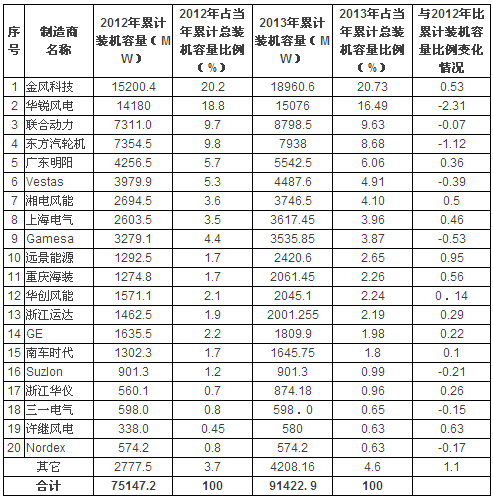 序号 制造商名称 2012年累计装机容量（MW） 2012年占当年累计总装机容量比例（%） 2013年累计装机容量（MW） 2013年占当年累计总装机容量比例（%） 与2012年比累计装机容量比例变化情况
1 金风科技 15200.4 20.2 18960.6 20.73 0.53
2 华锐风电 14180 18.8 15076 16.49 -2.31
3 联合动力 7311.0 9.7 8798.5 9.63 -0.07
4 东方汽轮机 7354.5 9.8 7938 8.68 -1.12
5 广东明阳 4256.5 5.7 5542.5 6.06 0.36
6 Vestas 3979.9 5.3 4487.6 4.91 -0.39
7 湘电风能 2694.5 3.6 3746.5 4.10 0.5
8 上海电气 2603.5 3.5 3617.45 3.96 0.46
9 Gamesa 3279.1 4.4 3535.85 3.87 -0.53
10 远景能源 1292.5 1.7 2420.6 2.65 0.95
11 重庆海装 1274.8 1.7 2061.45 2.26 0.56
12 华创风能 1571.1 2.1 2045.1 2.24 0．14
13 浙江运达 1462.5 1.9 2001.255 2.19 0.29
14 GE 1635.5 2.2 1809.9 1.98 0.22
15 南车时代 1302.3 1.7 1645.75 1.8 0.1
16 Suzlon 901.3 1.2 901.3 0.99 -0.21
17 浙江华仪 560.1 0.7 874.18 0.96 0.26
18 三一电气 598.0 0.8 598．0 0.65 -0.15
19 许继风电 338.0 0.45 580 0.63 0.63
20 Nordex 574.2 0.8 574.2 0.63 -0.17
其它 2777.5 3.7 4208.16 4.6 1.1
合计 75147.2 100 91422.9 100